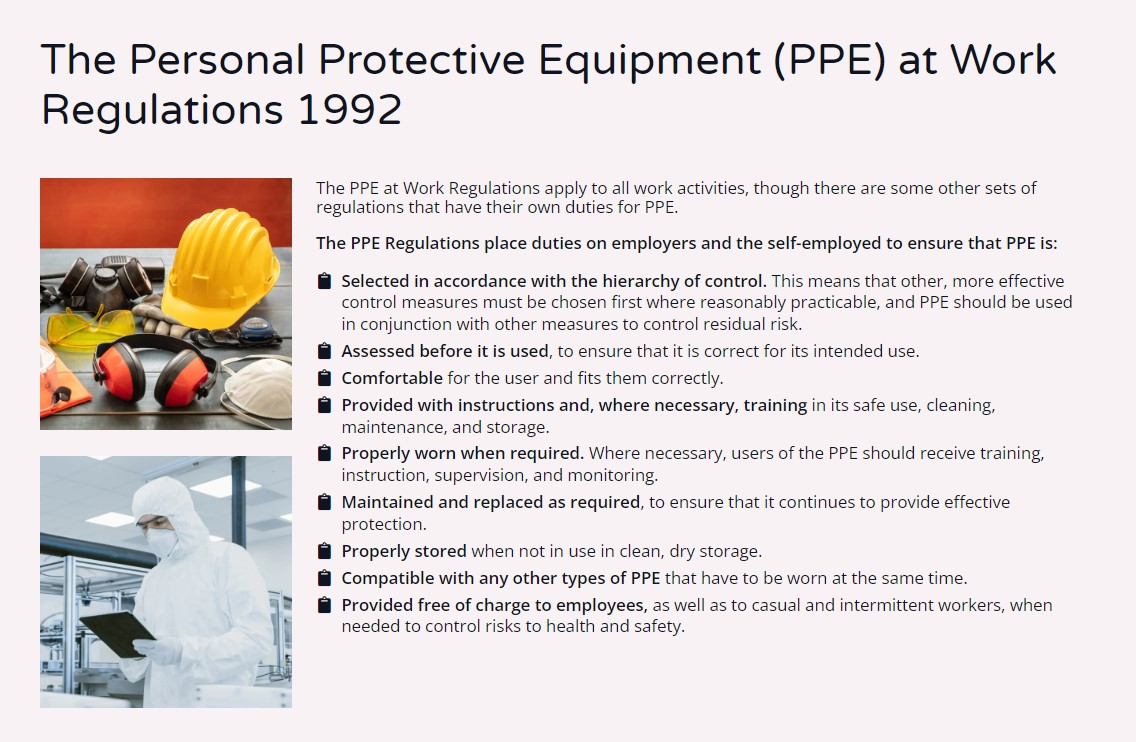 The Personal Protective Equipment (PPE) at Work
Regulations 1992
The PPE at Work Regulations apply to all work activities, though there are some other sets of
regulations that have their own duties for PPE.
The PPE Regulations place duties on employers and the self-employed to ensure that PPE is:
Selected in accordance with the hierarchy of control. This means that other, more effective
control measures must be chosen first where reasonably practicable, and PPE should be used
in conjunction with other measures to control residual risk.
Assessed before it is used, to ensure that it is correct for its intended use.
Comfortable for the user and fits them correctly.
Provided with instructions and, where necessary, training in its safe use, cleaning,
maintenance, and storage.
Properly worn when required. Where necessary, users of the PPE should receive training,
instruction, supervision, and monitoring.
Maintained and replaced as required, to ensure that it continues to provide effective
protection.
Properly stored when not in use in clean, dry storage.
Compatible with any other types of PPE that have to be worn at the same time.
Provided free of charge to employees, as well as to casual and intermittent workers, when
needed to control risks to health and safety.